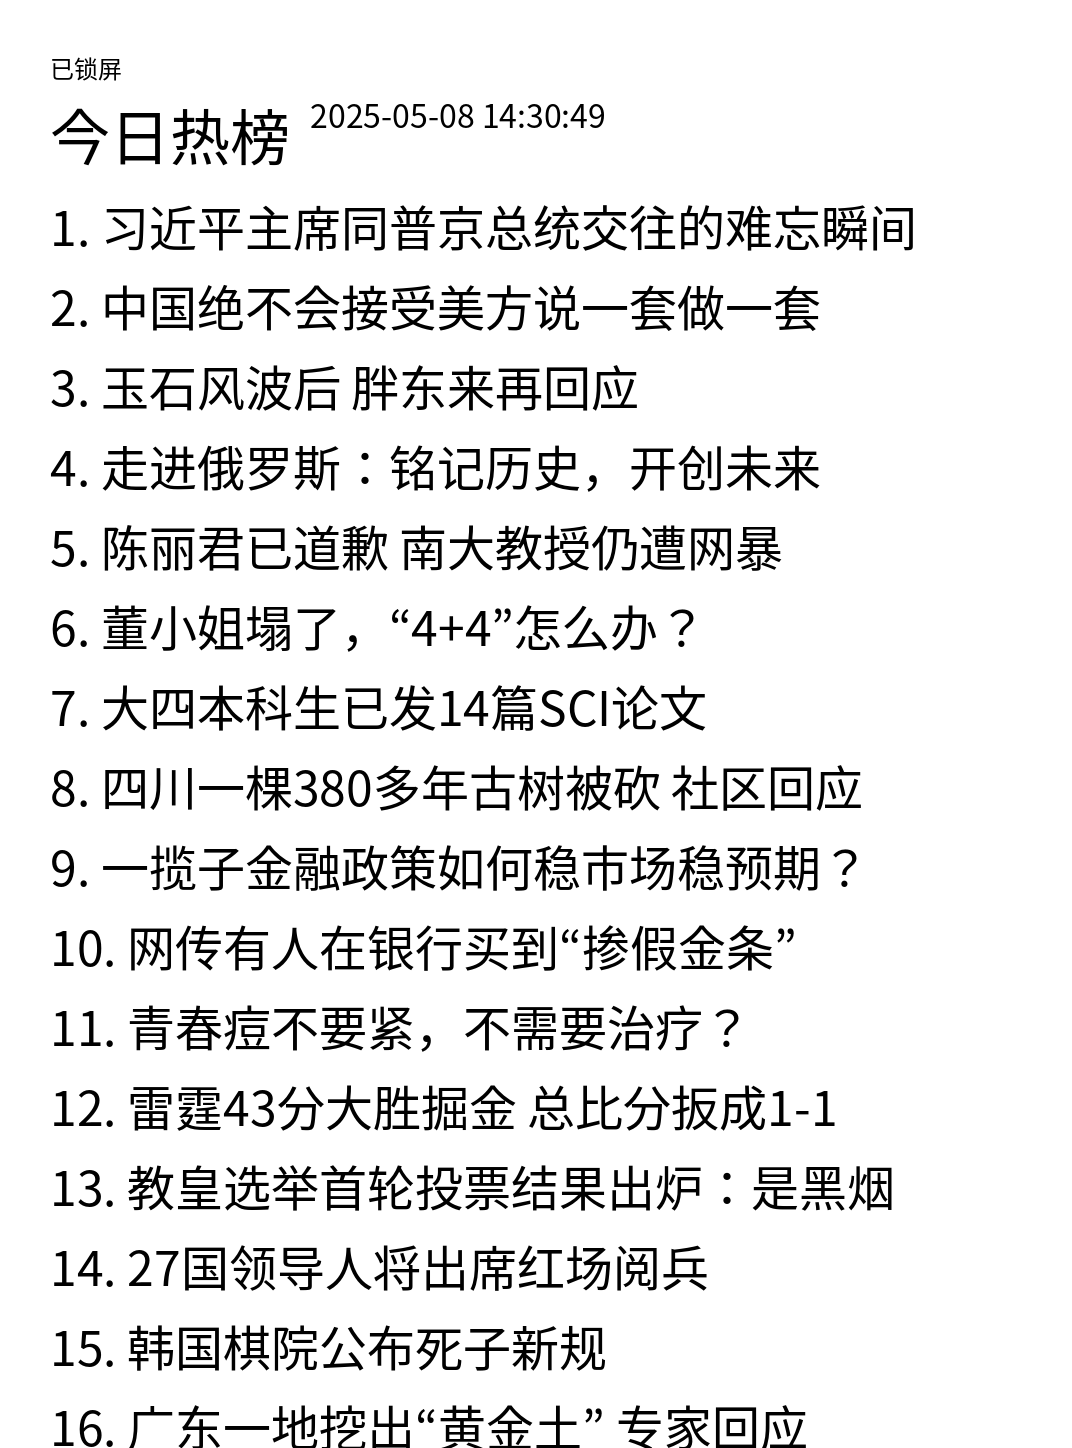 已锁屏
今日热榜 2025-05-08 14:30:49
1. 习近平主席同普京总统交往的难忘瞬间
2. 中国绝不会接受美方说一套做一套
3. 玉石风波后 胖东来再回应
4. 走进俄罗斯：铭记历史，开创未来
5. 陈丽君已道歉 南大教授仍遭网暴
6. 董小姐塌了，“4+4”怎么办？
7. 大四本科生已发14篇SCI论文
8. 四川一棵380多年古树被砍 社区回应
9. 一揽子金融政策如何稳市场稳预期？
10. 网传有人在银行买到“掺假金条”
11. 青春痘不要紧，不需要治疗？
12. 雷霆43分大胜掘金 总比分扳成1-1
13. 教皇选举首轮投票结果出炉：是黑烟
14. 27国领导人将出席红场阅兵
15. 韩国棋院公布死子新规
16. 广东一地挖出“黄金土” 专家回应